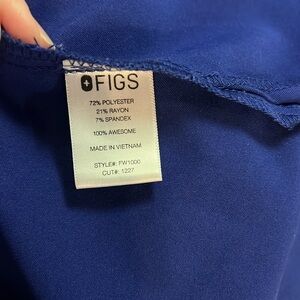 FIGS
72% POLYESTER
21% RAYON
7% SPANDEX
100% AWESOME
MADE IN VIETNAM
STYLE#: FW1000
CUT#: 1227